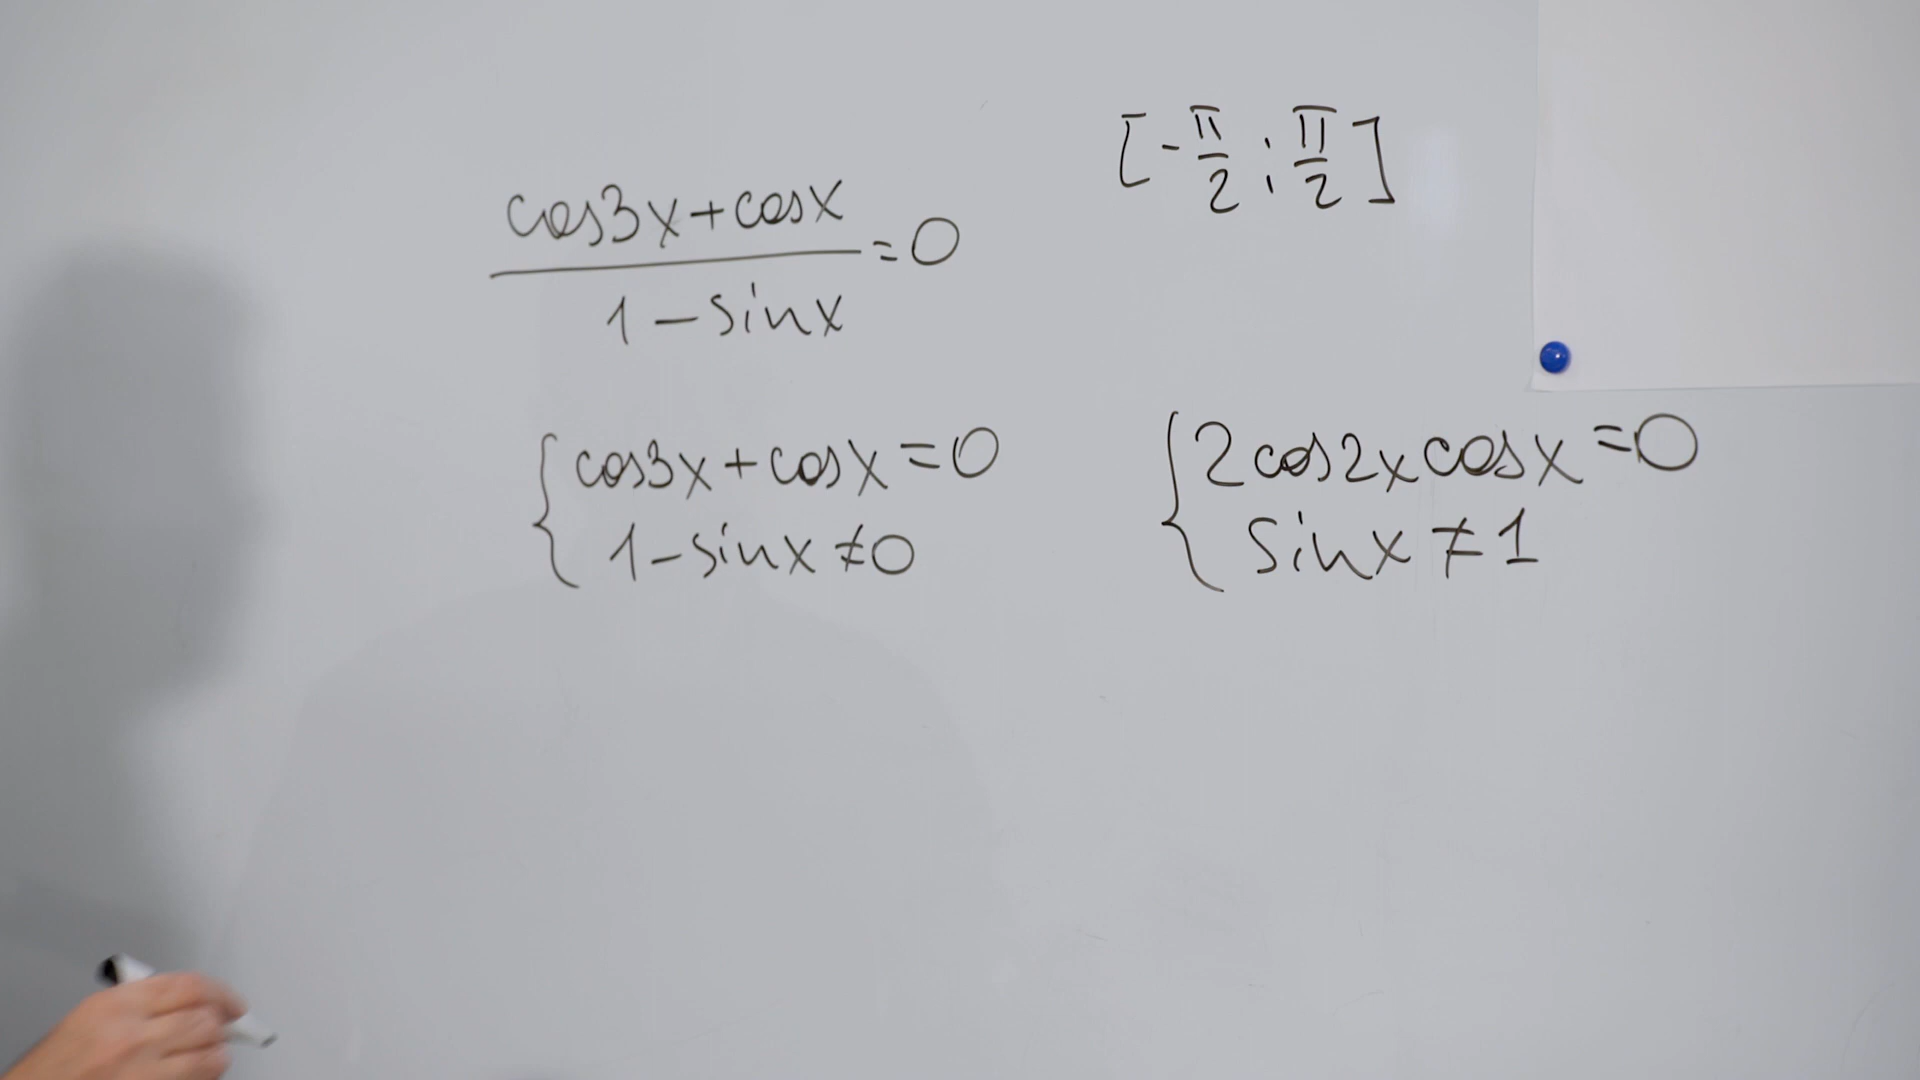 [-π/2 ; π/2]
(cos3x+cosx)/(1-sinx)=0
{cos3x+cosx=0
1-sinx≠0
{2cos2xcosx=0
sinx≠1